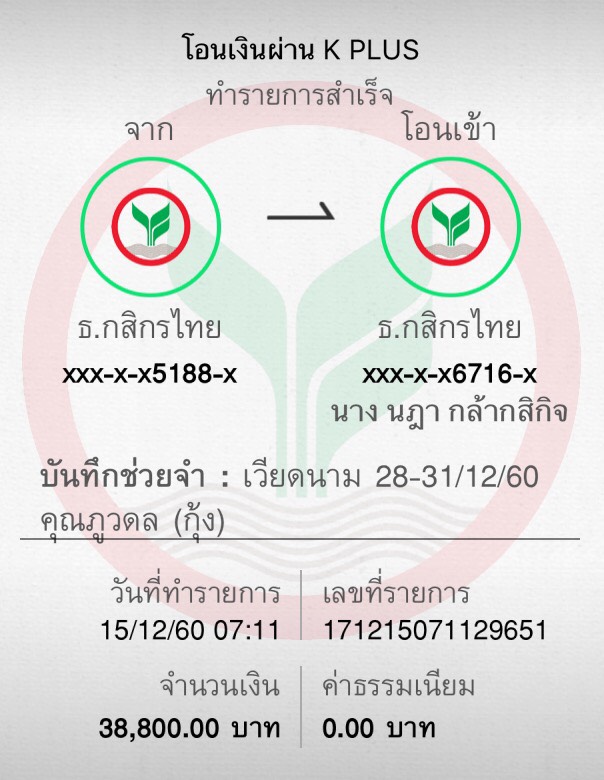 โอนเงินผ่าน K PLUS
ทำรายการสำเร็จ
จาก
โอนเข้า
ธ.กสิกรไทย
ธ.กสิกรไทย
xxx-x-x5188-x
xxx-x-x6716-x
นาง นฎา กล้ากสิกิจ
บันทึกช่วยจำ : เวียดนาม 28-31/12/60
คุณภูวดล (กุ้ง)
วันที่ทำรายการ
เลขที่รายการ
15/12/60 07:11
171215071129651
จำนวนเงิน
ค่าธรรมเนียม
38,800.00 บาท
0.00 บาท